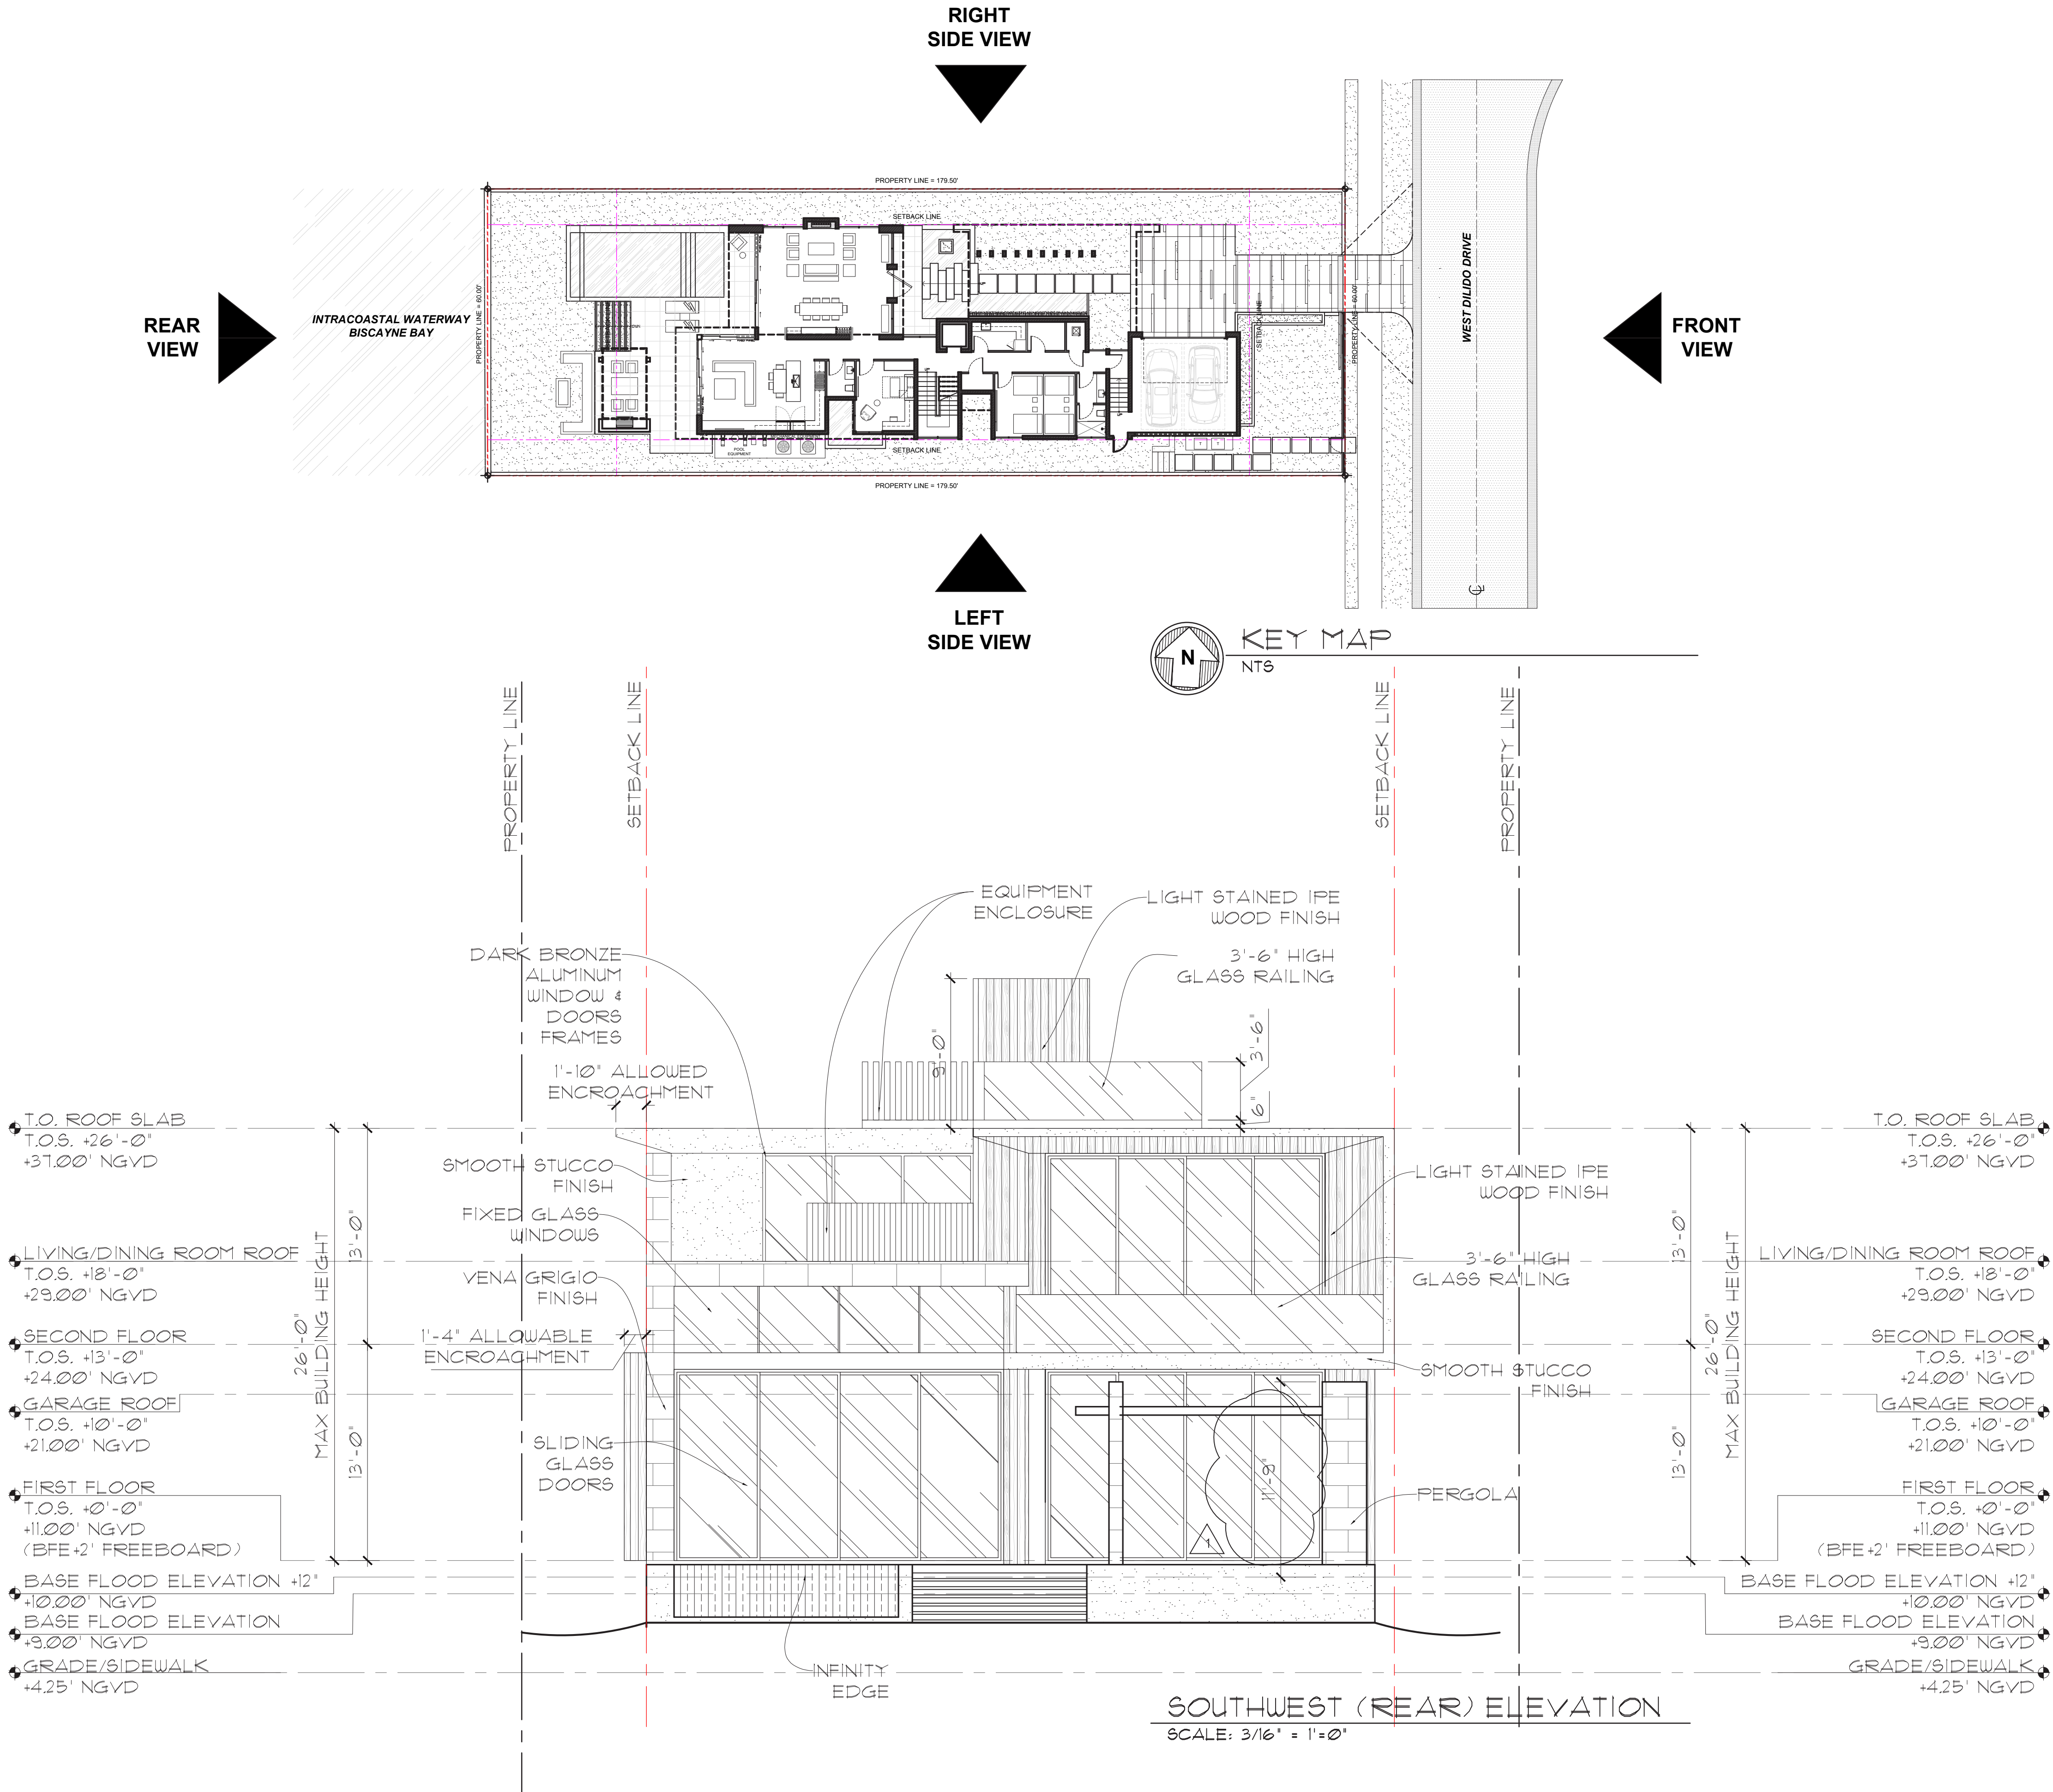 RIGHT
SIDE VIEW
PROPERTY LINE = 179.50'
SETBACK LINE
REAR
VIEW
INTRACOASTAL WATERWAY
BISCAYNE BAY
PROPERTY LINE = 60.00'
POOL
EQUIPMENT
SETBACK LINE
SETBACK LINE
PROPERTY LINE = 60.00'
WEST DILIDO DRIVE
FRONT
VIEW
PROPERTY LINE = 179.50'
LEFT
SIDE VIEW
N
KEY MAP
NTS
PROPERTY LINE
SETBACK LINE
SETBACK LINE
PROPERTY LINE
EQUIPMENT
ENCLOSURE
LIGHT STAINED IPE
WOOD FINISH
DARK BRONZE
ALUMINUM
WINDOW &
DOORS
FRAMES
3'-6" HIGH
GLASS RAILING
9'-0"
3'-6"
6"
1'-10" ALLOWED
ENCROACHMENT
T.O. ROOF SLAB
T.O.S. +26'-0"
+37.00' NGVD
LIVING/DINING ROOM ROOF
T.O.S. +18'-0"
+29.00' NGVD
SECOND FLOOR
T.O.S. +13'-0"
+24.00' NGVD
GARAGE ROOF
T.O.S. +10'-0"
+21.00' NGVD
FIRST FLOOR
T.O.S. +0'-0"
+11.00' NGVD
(BFE+2' FREEBOARD)
BASE FLOOD ELEVATION +12"
+10.00' NGVD
BASE FLOOD ELEVATION
+9.00' NGVD
GRADE/SIDEWALK
+4.25' NGVD
26'-0"
MAX BUILDING HEIGHT
13'-0"
13'-0"
SMOOTH STUCCO
FINISH
FIXED GLASS
WINDOWS
VENA GRIGIO
FINISH
1'-4" ALLOWABLE
ENCROACHMENT
SLIDING
GLASS
DOORS
LIGHT STAINED IPE
WOOD FINISH
3'-6" HIGH
GLASS RAILING
SMOOTH STUCCO
FINISH
11'-9"
1
PERGOLA
INFINITY
EDGE
13'-0"
13'-0"
26'-0"
MAX BUILDING HEIGHT
T.O. ROOF SLAB
T.O.S. +26'-0"
+37.00' NGVD
LIVING/DINING ROOM ROOF
T.O.S. +18'-0"
+29.00' NGVD
SECOND FLOOR
T.O.S. +13'-0"
+24.00' NGVD
GARAGE ROOF
T.O.S. +10'-0"
+21.00' NGVD
FIRST FLOOR
T.O.S. +0'-0"
+11.00' NGVD
(BFE+2' FREEBOARD)
BASE FLOOD ELEVATION +12"
+10.00' NGVD
BASE FLOOD ELEVATION
+9.00' NGVD
GRADE/SIDEWALK
+4.25' NGVD
SOUTHWEST (REAR) ELEVATION
SCALE: 3/16" = 1'=0"